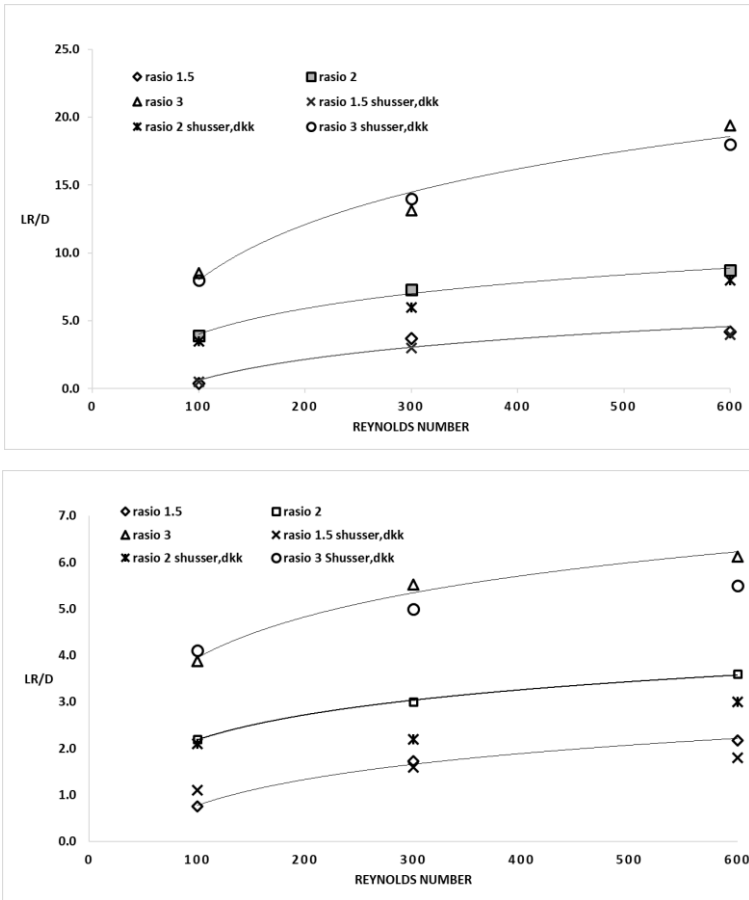 25.0
rasio 1.5
rasio 2
20.0
rasio 3
rasio 1.5 shusser,dkk
rasio 2 shusser,dkk
rasio 3 shusser,dkk
15.0
LR/D
10.0
5.0
0.0
0 100 200 300 400 500 600
REYNOLDS NUMBER
7.0
rasio 1.5
rasio 2
rasio 3
rasio 1.5 shusser,dkk
6.0
rasio 2 shusser,dkk
rasio 3 Shusser,dkk
5.0
4.0
LR/D
3.0
2.0
1.0
0.0
0 100 200 300 400 500 600
REYNOLDS NUMBER